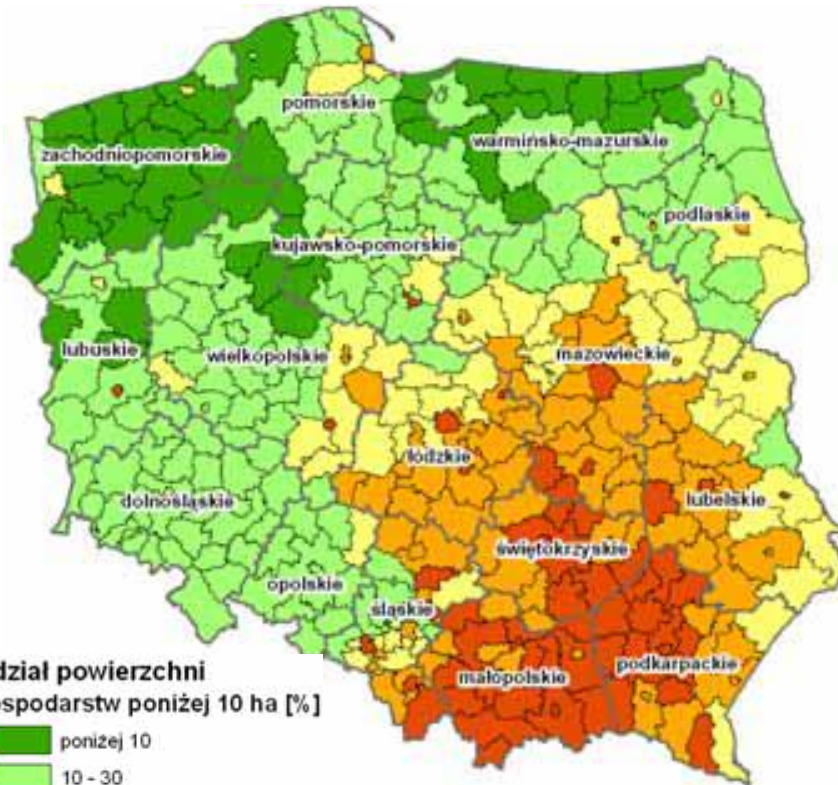 pomorskie
zachodniopomorskie
warmińsko-mazurskie
podlaskie
kujawsko-pomorskie
lubuskie
wielkopolskie
mazowieckie
łódzkie
dolnośląskie
lubelskie
świętokrzyskie
opolskie
śląskie
małopolskie
podkarpackie
dział powierzchni
spodarstw poniżej 10 ha [%]
poniżej 10
10 - 30